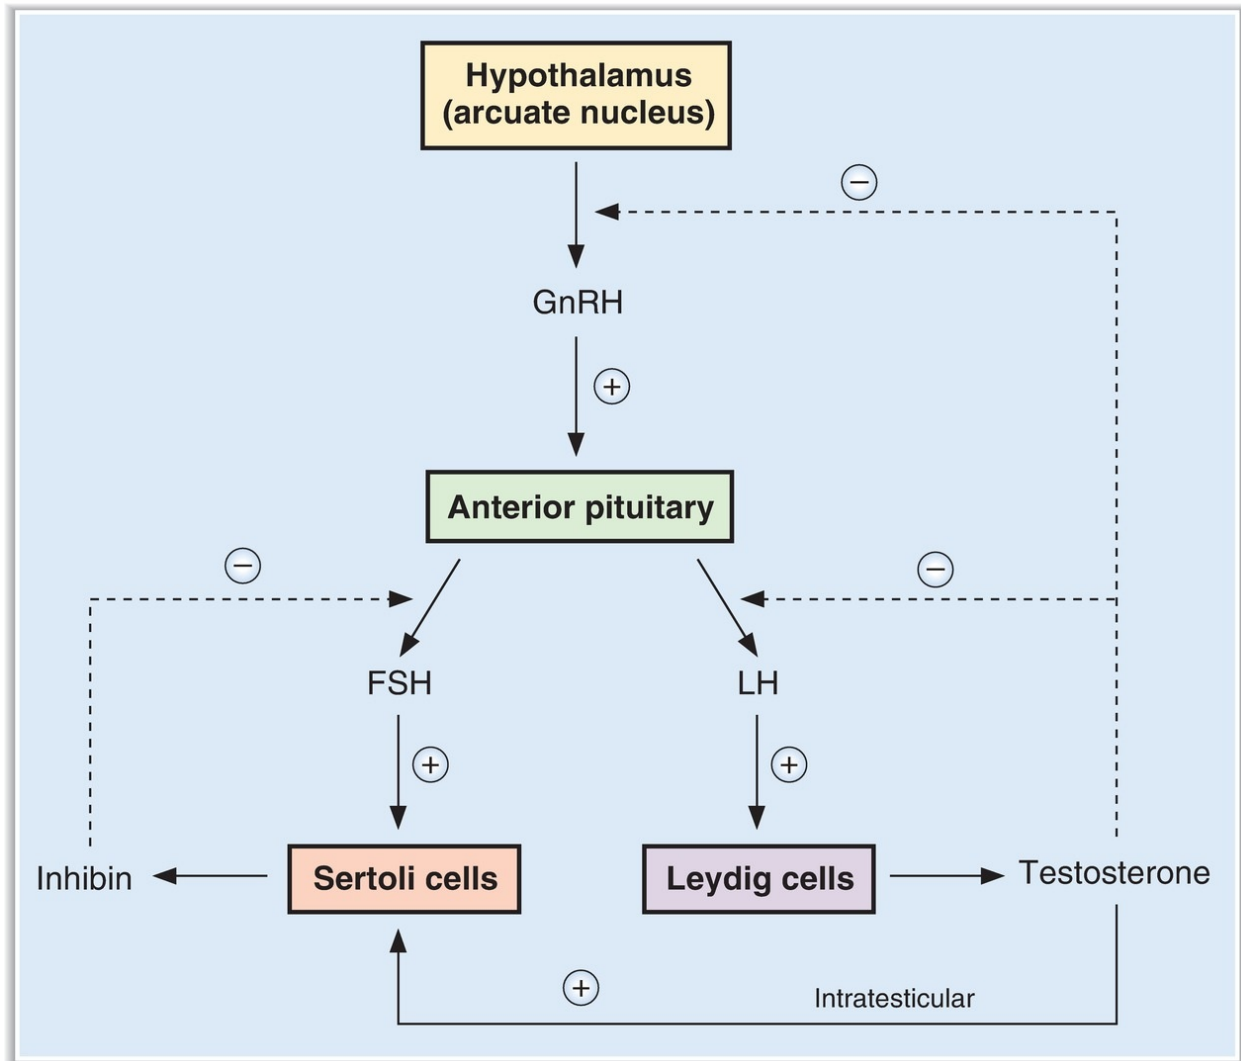 Hypothalamus
(arcuate nucleus)
−
GnRH
+
Anterior pituitary
−
−
FSH
LH
+
+
Inhibin
Sertoli cells
Leydig cells
Testosterone
+
Intratesticular